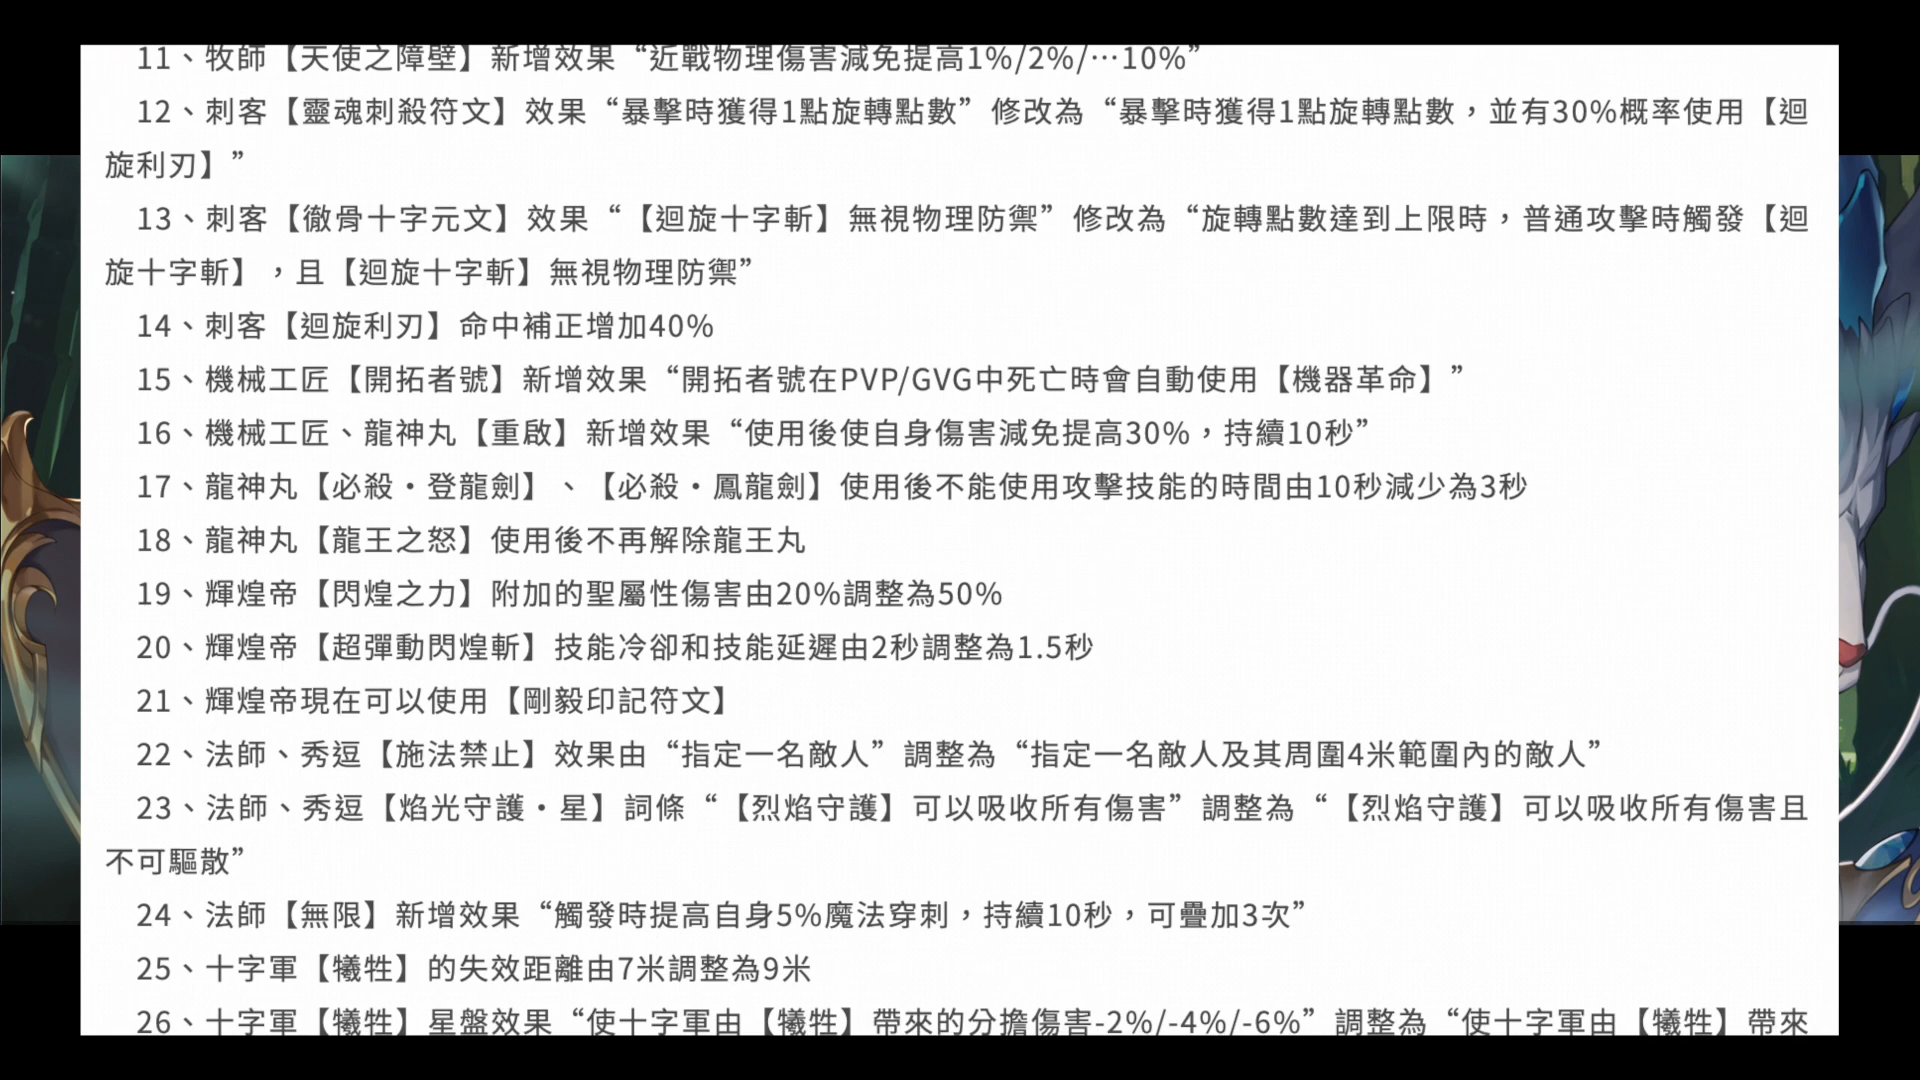 11、牧師【天使之障壁】新增效果“近戰物理傷害減免提高1%/2%/…10%”
12、刺客【靈魂刺殺符文】效果“暴擊時獲得1點旋轉點數”修改為“暴擊時獲得1點旋轉點數，並有30%概率使用【迴
旋利刃】”
13、刺客【徹骨十字元文】效果“【迴旋十字斬】無視物理防禦”修改為“旋轉點數達到上限時，普通攻擊時觸發【迴
旋十字斬】，且【迴旋十字斬】無視物理防禦”
14、刺客【迴旋利刃】命中補正增加40%
15、機械工匠【開拓者號】新增效果“開拓者號在PVP/GVG中死亡時會自動使用【機器革命】”
16、機械工匠、龍神丸【重啟】新增效果“使用後使自身傷害減免提高30%，持續10秒”
17、龍神丸【必殺・登龍劍】、【必殺・鳳龍劍】使用後不能使用攻擊技能的時間由10秒減少為3秒
18、龍神丸【龍王之怒】使用後不再解除龍王丸
19、輝煌帝【閃煌之力】附加的聖屬性傷害由20%調整為50%
20、輝煌帝【超彈動閃煌斬】技能冷卻和技能延遲由2秒調整為1.5秒
21、輝煌帝現在可以使用【剛毅印記符文】
22、法師、秀逗【施法禁止】效果由“指定一名敵人”調整為“指定一名敵人及其周圍4米範圍內的敵人”
23、法師、秀逗【焰光守護・星】詞條“【烈焰守護】可以吸收所有傷害”調整為“【烈焰守護】可以吸收所有傷害且
不可驅散”
24、法師【無限】新增效果“觸發時提高自身5%魔法穿刺，持續10秒，可疊加3次”
25、十字軍【犧牲】的失效距離由7米調整為9米
26、十字軍【犧牲】星盤效果“使十字軍由【犧牲】帶來的分擔傷害-2%/-4%/-6%”調整為“使十字軍由【犧牲】帶來